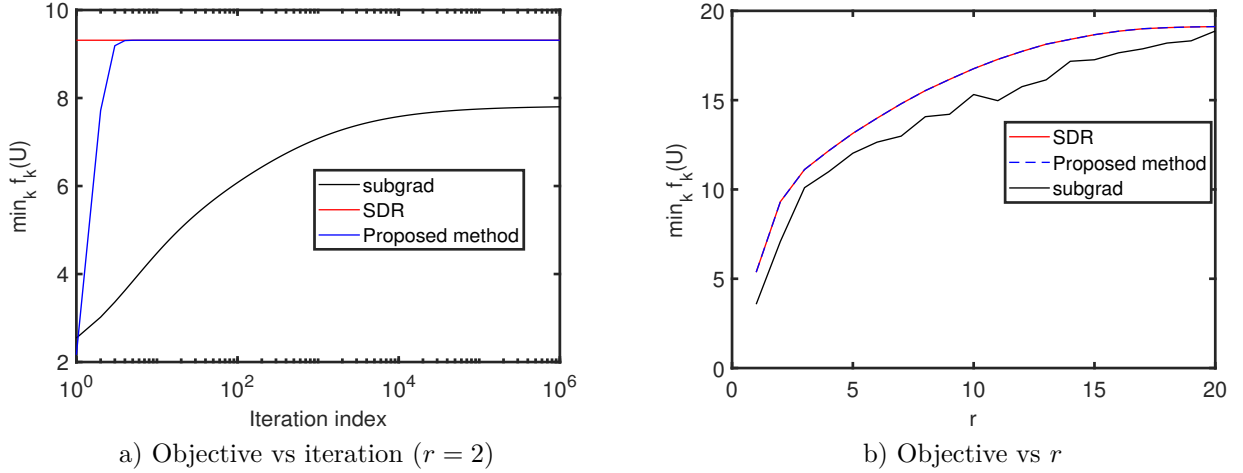 10
8
6
4
2
min_k f_k(U)
subgrad
SDR
Proposed method
10^0
10^2
10^4
10^6
Iteration index
a) Objective vs iteration (r = 2)
20
15
10
5
0
min_k f_k(U)
SDR
Proposed method
subgrad
0
5
10
15
20
r
b) Objective vs r